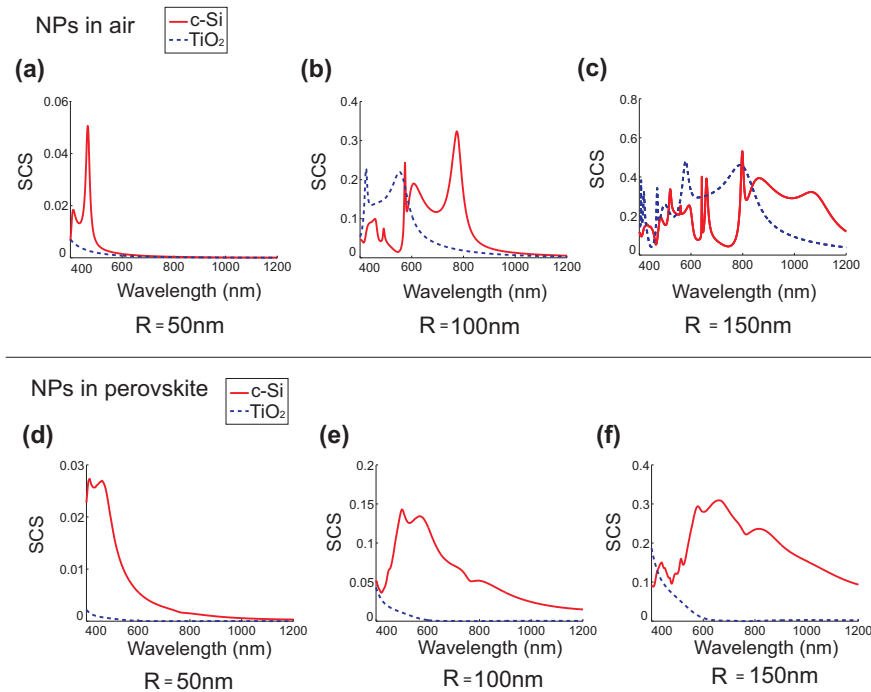 NPs in air
c-Si
TiO₂
(a)
(b)
(c)
SCS
0.06
0.04
0.02
0
400 600 800 1000 1200
Wavelength (nm)
R = 50nm
SCS
0.4
0.3
0.2
0.1
0
400 600 800 1000 1200
Wavelength (nm)
R = 100nm
SCS
0.8
0.6
0.4
0.2
0
400 600 800 1000 1200
Wavelength (nm)
R = 150nm
NPs in perovskite
c-Si
TiO₂
(d)
(e)
(f)
SCS
0.03
0.02
0.01
0
400 600 800 1000 1200
Wavelength (nm)
R = 50nm
SCS
0.2
0.15
0.1
0.05
0
400 600 800 1000 1200
Wavelength (nm)
R = 100nm
SCS
0.4
0.3
0.2
0.1
0
400 600 800 1000 1200
Wavelength (nm)
R = 150nm